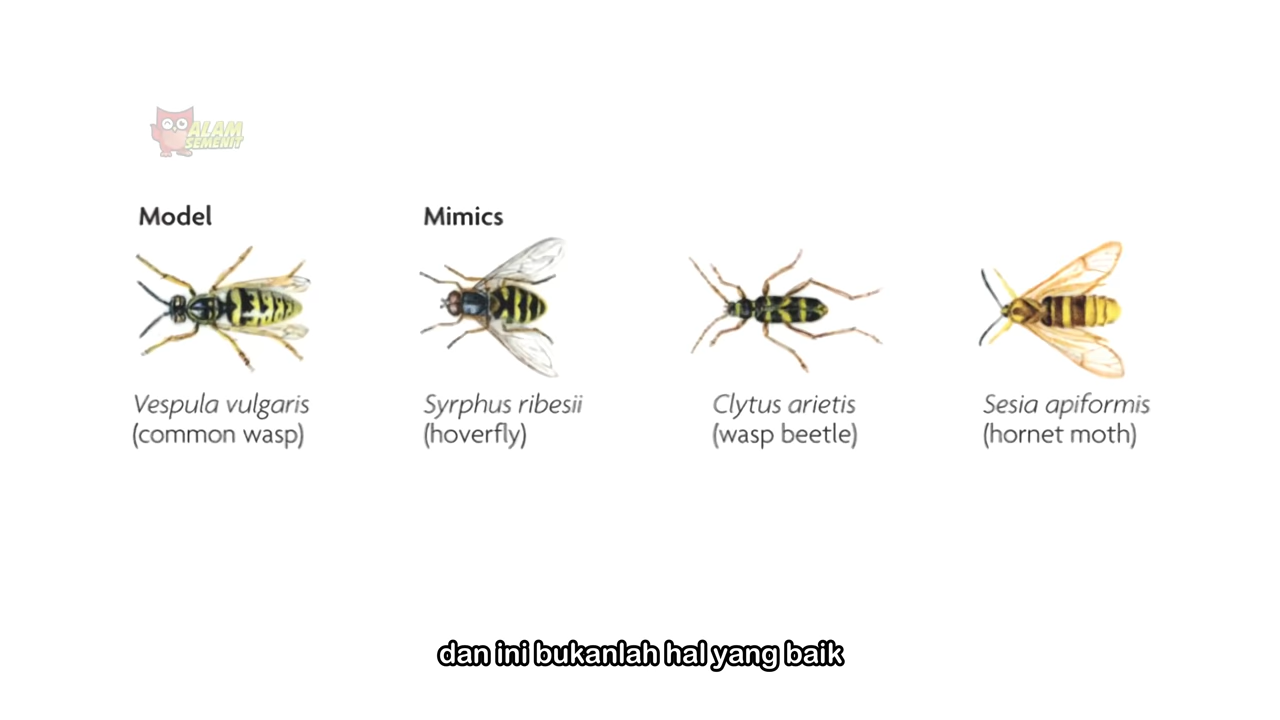 ALAM
SEMENIT
Model
Mimics
Vespula vulgaris
(common wasp)
Syrphus ribesii
(hoverfly)
Clytus arietis
(wasp beetle)
Sesia apiformis
(hornet moth)
dan ini bukanlah hal yang baik